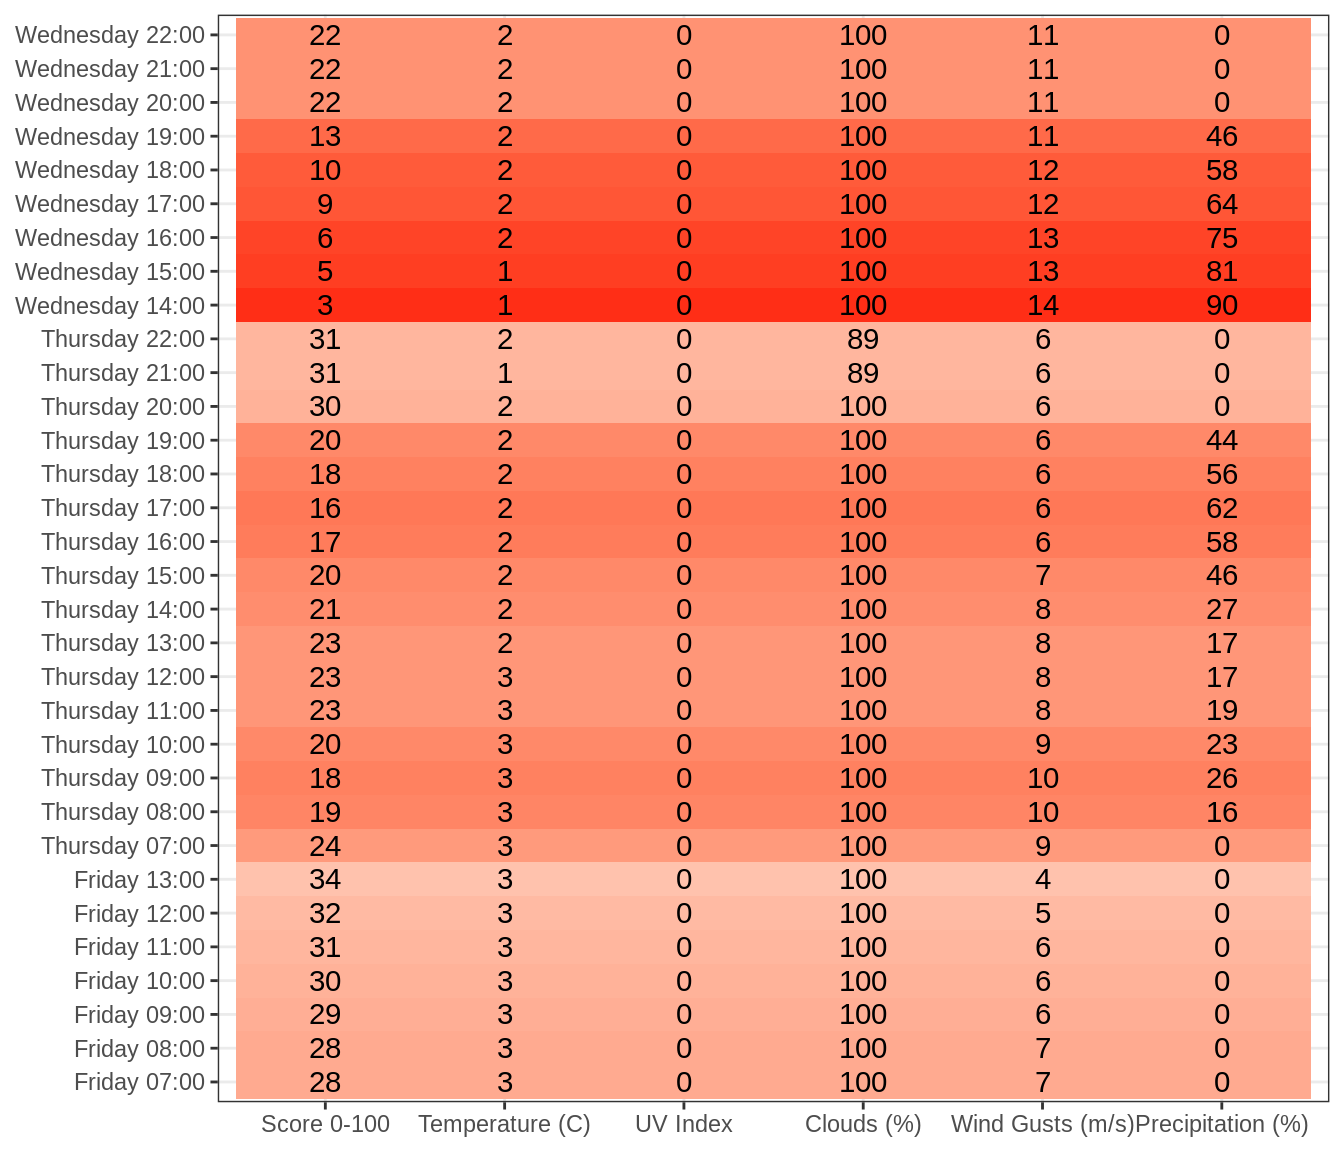 Wednesday 22:00 22 2 0 100 11 0
Wednesday 21:00 22 2 0 100 11 0
Wednesday 20:00 22 2 0 100 11 0
Wednesday 19:00 13 2 0 100 11 46
Wednesday 18:00 10 2 0 100 12 58
Wednesday 17:00 9 2 0 100 12 64
Wednesday 16:00 6 2 0 100 13 75
Wednesday 15:00 5 1 0 100 13 81
Wednesday 14:00 3 1 0 100 14 90
Thursday 22:00 31 2 0 89 6 0
Thursday 21:00 31 1 0 89 6 0
Thursday 20:00 30 2 0 100 6 0
Thursday 19:00 20 2 0 100 6 44
Thursday 18:00 18 2 0 100 6 56
Thursday 17:00 16 2 0 100 6 62
Thursday 16:00 17 2 0 100 6 58
Thursday 15:00 20 2 0 100 7 46
Thursday 14:00 21 2 0 100 8 27
Thursday 13:00 23 2 0 100 8 17
Thursday 12:00 23 3 0 100 8 17
Thursday 11:00 23 3 0 100 8 19
Thursday 10:00 20 3 0 100 9 23
Thursday 09:00 18 3 0 100 10 26
Thursday 08:00 19 3 0 100 10 16
Thursday 07:00 24 3 0 100 9 0
Friday 13:00 34 3 0 100 4 0
Friday 12:00 32 3 0 100 5 0
Friday 11:00 31 3 0 100 6 0
Friday 10:00 30 3 0 100 6 0
Friday 09:00 29 3 0 100 6 0
Friday 08:00 28 3 0 100 7 0
Friday 07:00 28 3 0 100 7 0
Score 0-100 Temperature (C) UV Index Clouds (%) Wind Gusts (m/s) Precipitation (%)